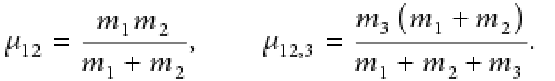 μ₁₂ = m₁m₂ / (m₁ + m₂), μ₁₂,₃ = m₃ (m₁ + m₂) / (m₁ + m₂ + m₃).